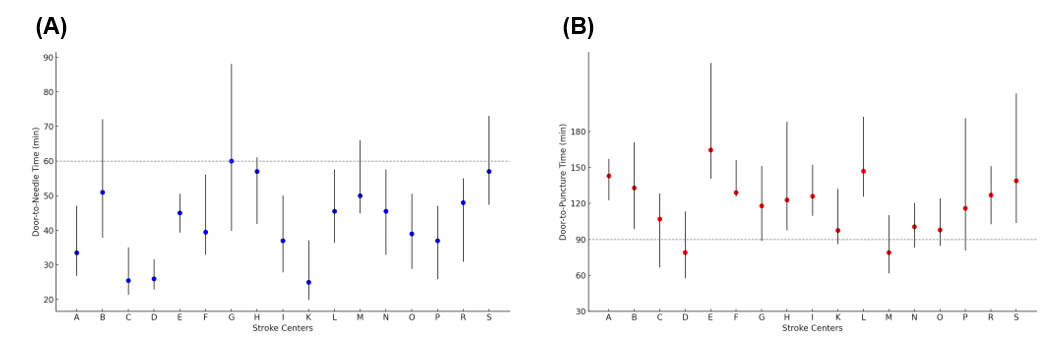 (A)
Door-to-Needle Time (min)
90
80
70
60
50
40
30
20
A B C D E F G H I K L M N O P R S
Stroke Centers
(B)
Door-to-Puncture Time (min)
180
150
120
90
60
30
A B C D E F G H I K L M N O P R S
Stroke Centers